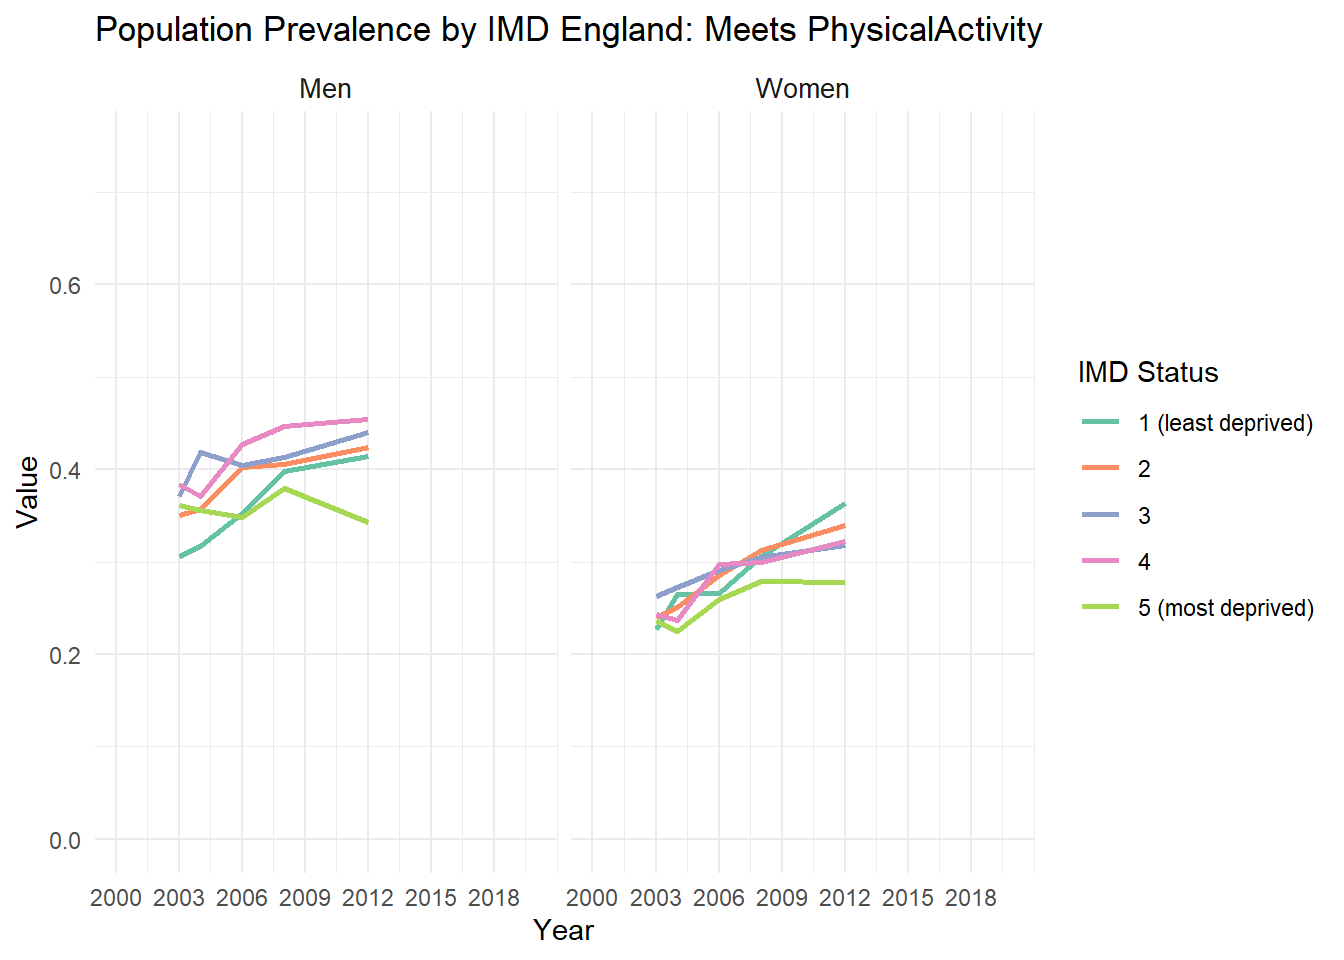 Population Prevalence by IMD England: Meets PhysicalActivity
Men
Women
Value
0.6
0.4
0.2
0.0
2000 2003 2006 2009 2012 2015 2018
2000 2003 2006 2009 2012 2015 2018
Year
IMD Status
1 (least deprived)
2
3
4
5 (most deprived)